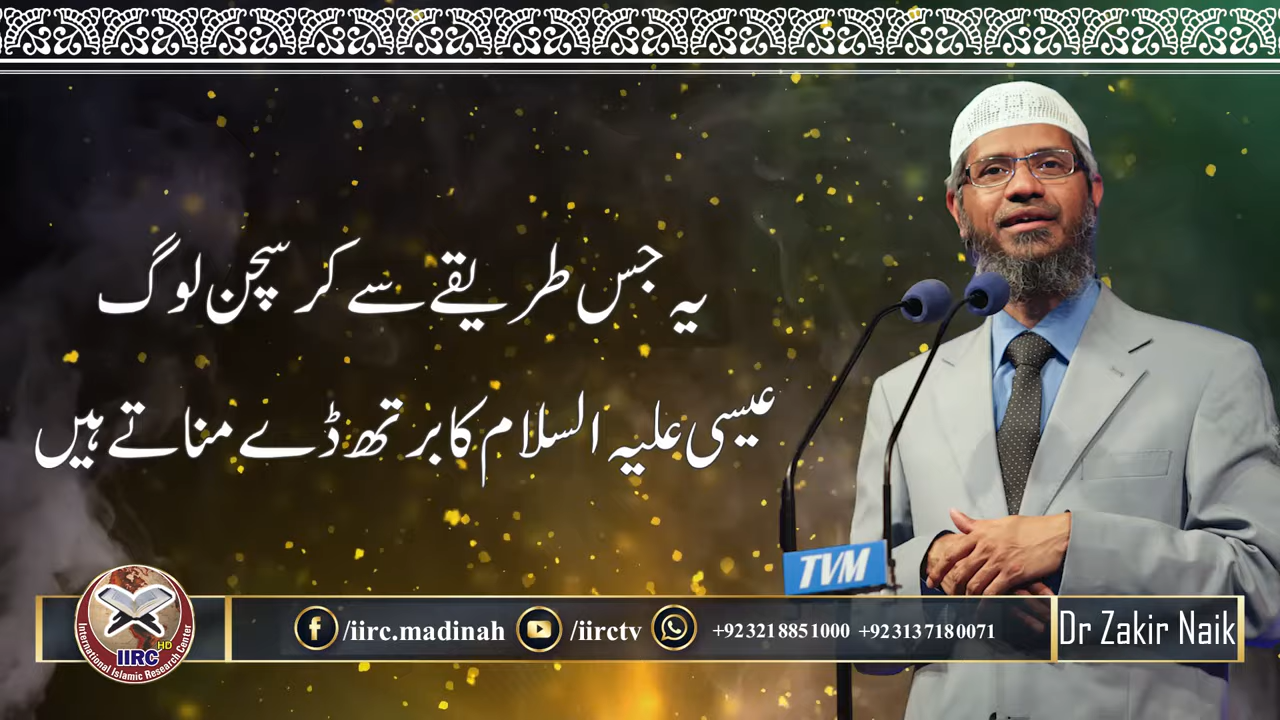 یہ جس طریقے سے کرسچن لوگ
عیسی علیہ السلام کا برتھ ڈے مناتے ہیں
TVM
International Islamic Research Center
IIRC HD
/iirc.madinah
/iirctv
+923218851000 +923137180071
Dr Zakir Naik